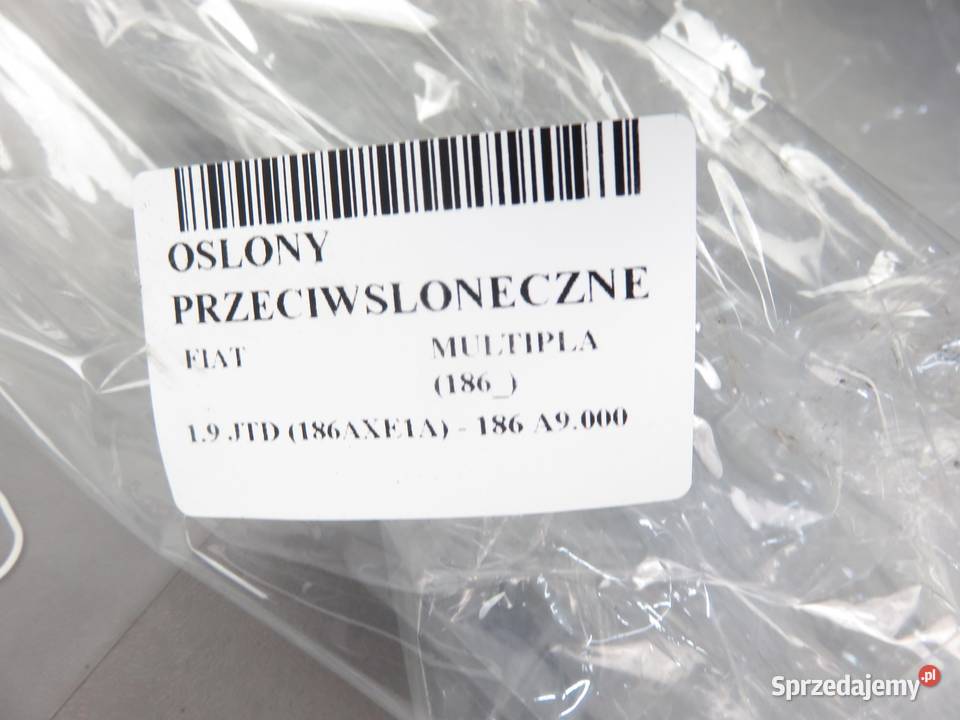 OSLONY
PRZECIWSLONECZNE
FIAT MULTIPLA
(186_)
1.9 JTD (186AXE1A) - 186 A9.000
Sprzedajemy.pl